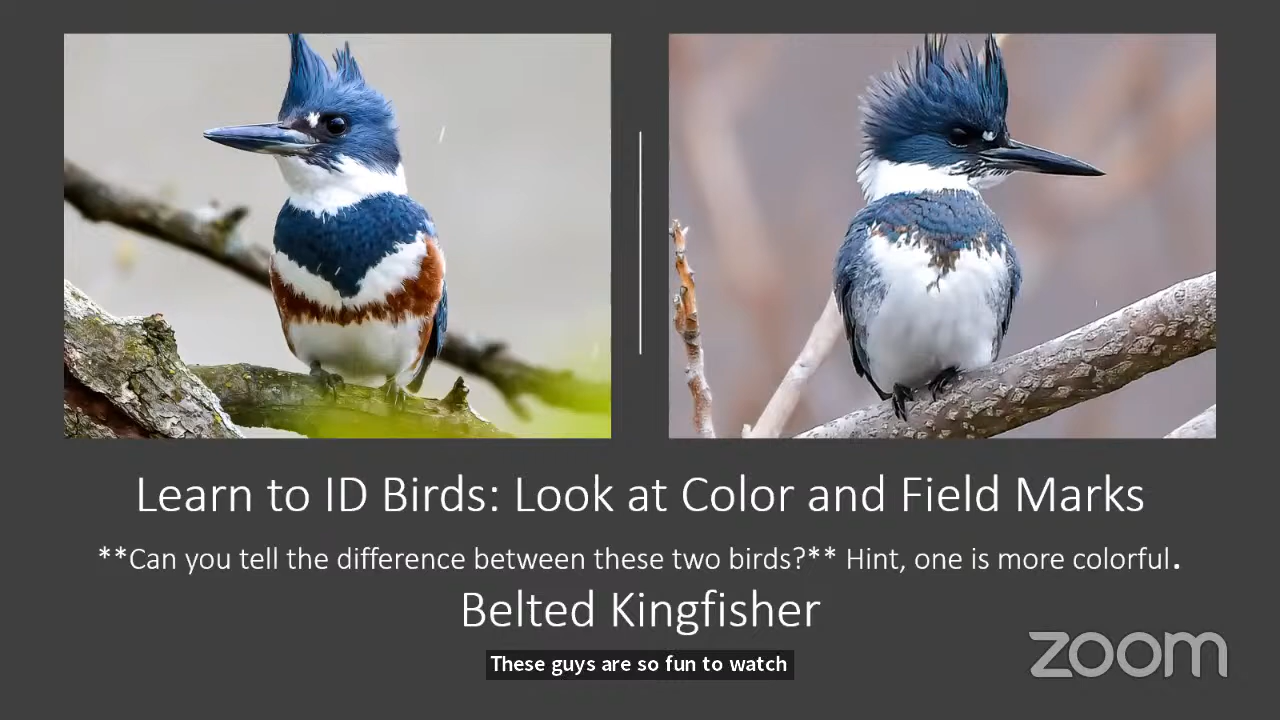 Learn to ID Birds: Look at Color and Field Marks
**Can you tell the difference between these two birds?** Hint, one is more colorful.
Belted Kingfisher
These guys are so fun to watch
zoom